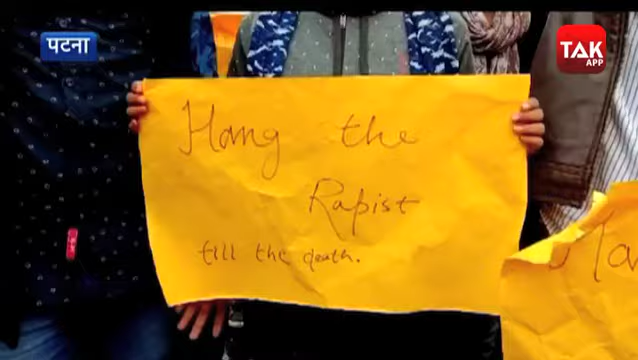 पटना
TAK
APP
Hang the
Rapist
till the death.